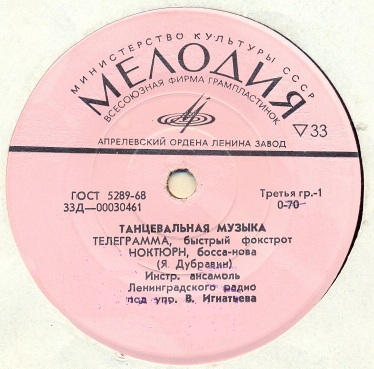 МИНИСТЕРСТВО КУЛЬТУРЫ СССР
МЕЛОДИЯ
ВСЕСОЮЗНАЯ ФИРМА ГРАМПЛАСТИНОК
▽33
АПРЕЛЕВСКИЙ ОРДЕНА ЛЕНИНА ЗАВОД
ГОСТ 5289-68
33Д—00030461
Третья гр.-1
0-70
ТАНЦЕВАЛЬНАЯ МУЗЫКА
ТЕЛЕГРАММА, быстрый фокстрот
НОКТЮРН, босса-нова
(Я. Дубравин)
Инстр. ансамбль
Ленинградского радио
под упр. В. Игнатьева